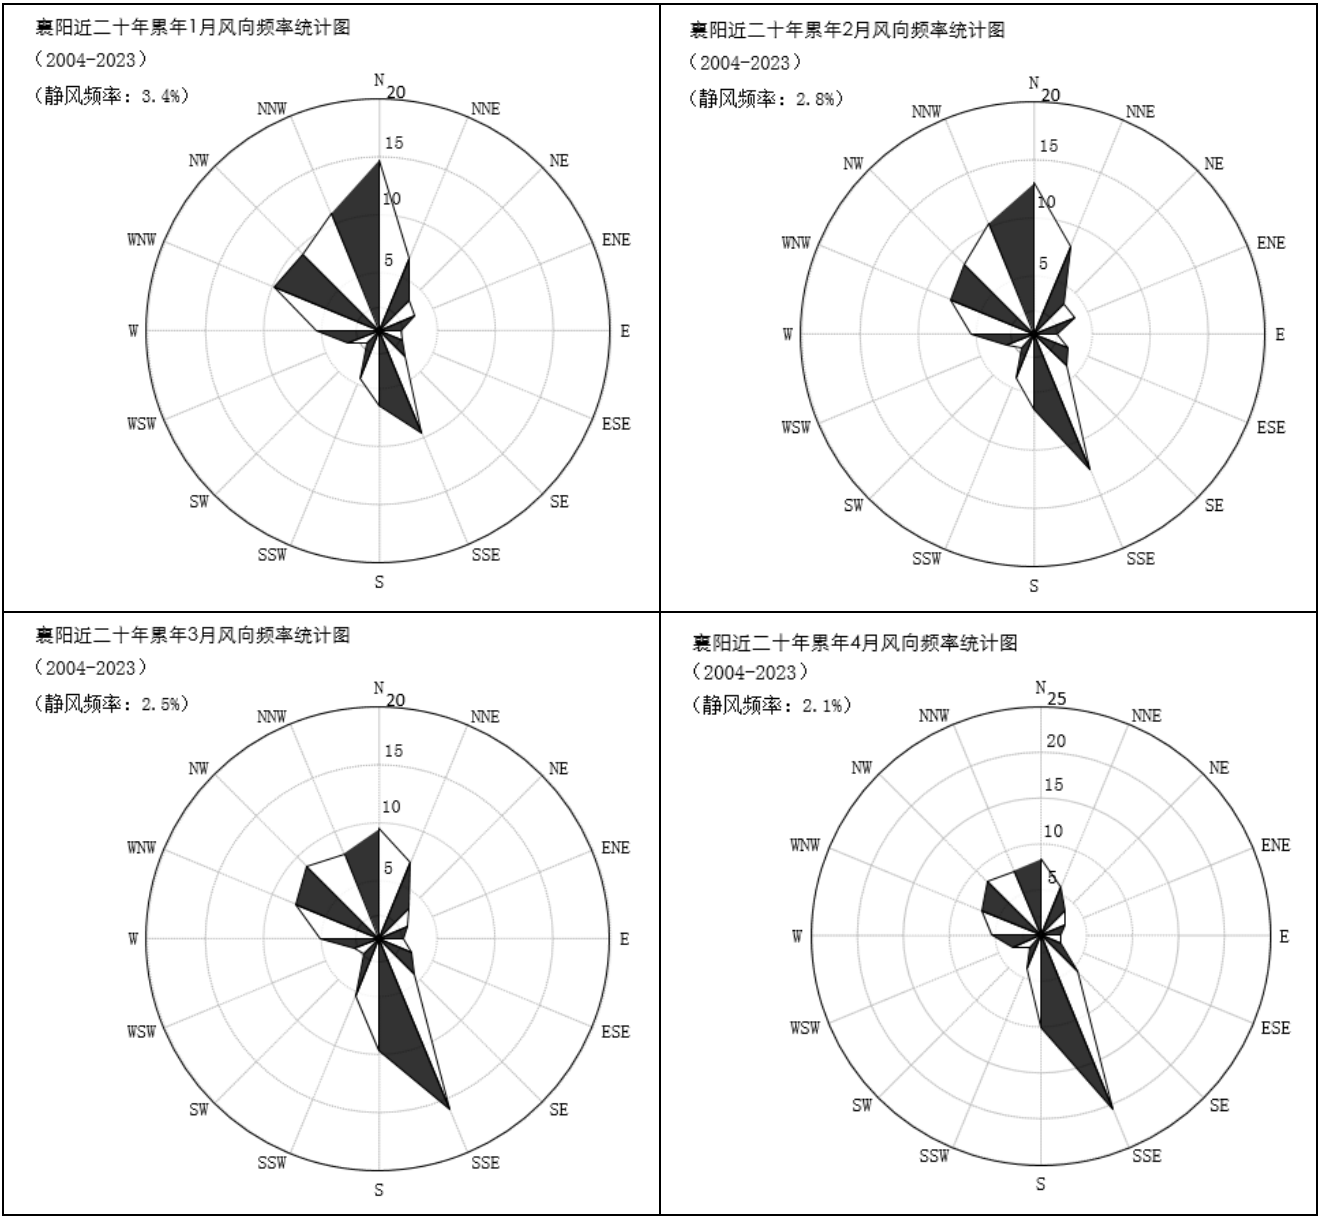 襄阳近二十年累年1月风向频率统计图
（2004-2023）
（静风频率：3.4%）
N
20
NNW
NNE
15
NW
NE
10
WNW
ENE
5
W
E
WSW
ESE
SW
SE
SSW
SSE
S
襄阳近二十年累年2月风向频率统计图
（2004-2023）
（静风频率：2.8%）
N
20
NNW
NNE
15
NW
NE
10
WNW
ENE
5
W
E
WSW
ESE
SW
SE
SSW
SSE
S
襄阳近二十年累年3月风向频率统计图
（2004-2023）
（静风频率：2.5%）
N
20
NNW
NNE
15
NW
NE
10
WNW
ENE
5
W
E
WSW
ESE
SW
SE
SSW
SSE
S
襄阳近二十年累年4月风向频率统计图
（2004-2023）
（静风频率：2.1%）
N
25
NNW
NNE
20
NW
NE
15
10
WNW
ENE
5
W
E
WSW
ESE
SW
SE
SSW
SSE
S